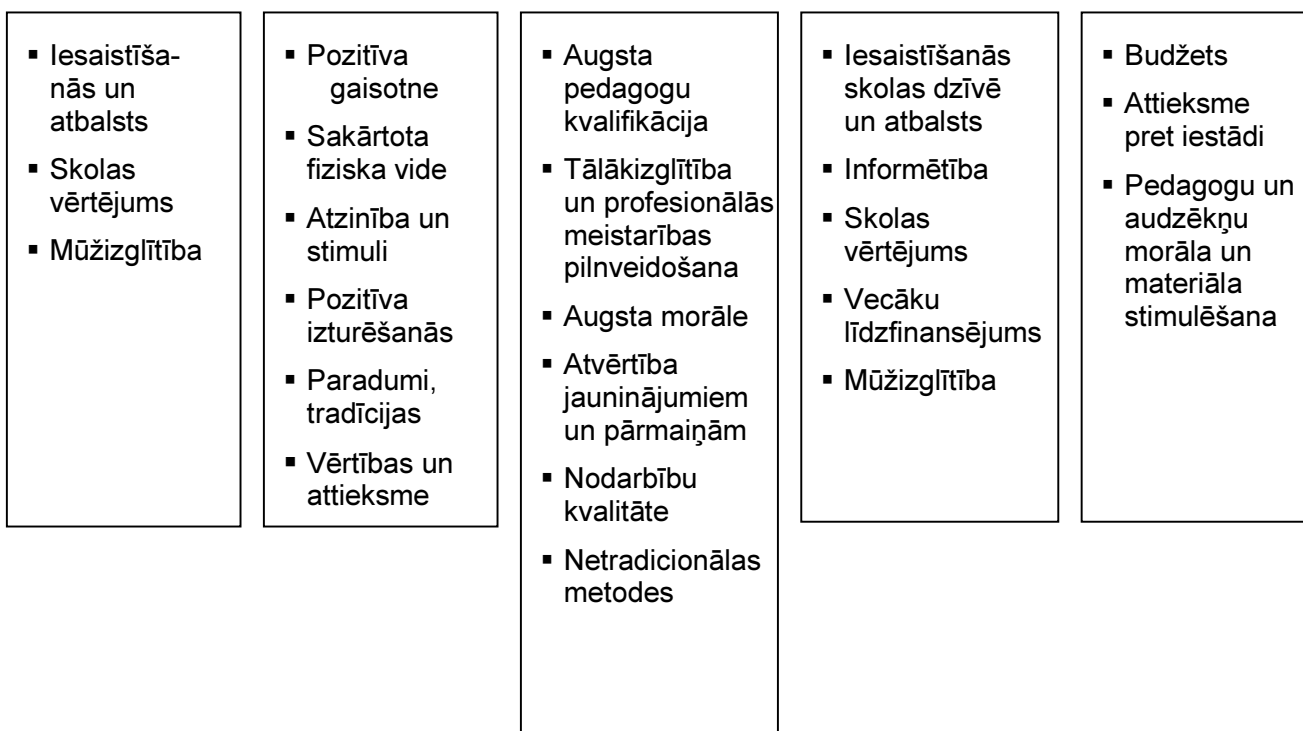 ▪ Iesaistīša-
nās un
atbalsts
▪ Skolas
vērtējums
▪ Mūžizglītība
▪ Pozitīva
gaisotne
▪ Sakārtota
fiziska vide
▪ Atzinība un
stimuli
▪ Pozitīva
izturēšanās
▪ Paradumi,
tradīcijas
▪ Vērtības un
attieksme
▪ Augsta
pedagogu
kvalifikācija
▪ Tālākizglītība
un profesionālās
meistarības
pilnveidošana
▪ Augsta morāle
▪ Atvērtība
jauninājumiem
un pārmaiņām
▪ Nodarbību
kvalitāte
▪ Netradicionālas
metodes
▪ Iesaistīšanās
skolas dzīvē
un atbalsts
▪ Informētība
▪ Skolas
vērtējums
▪ Vecāku
līdzfinansējums
▪ Mūžizglītība
▪ Budžets
▪ Attieksme
pret iestādi
▪ Pedagogu un
audzēkņu
morāla un
materiāla
stimulēšana